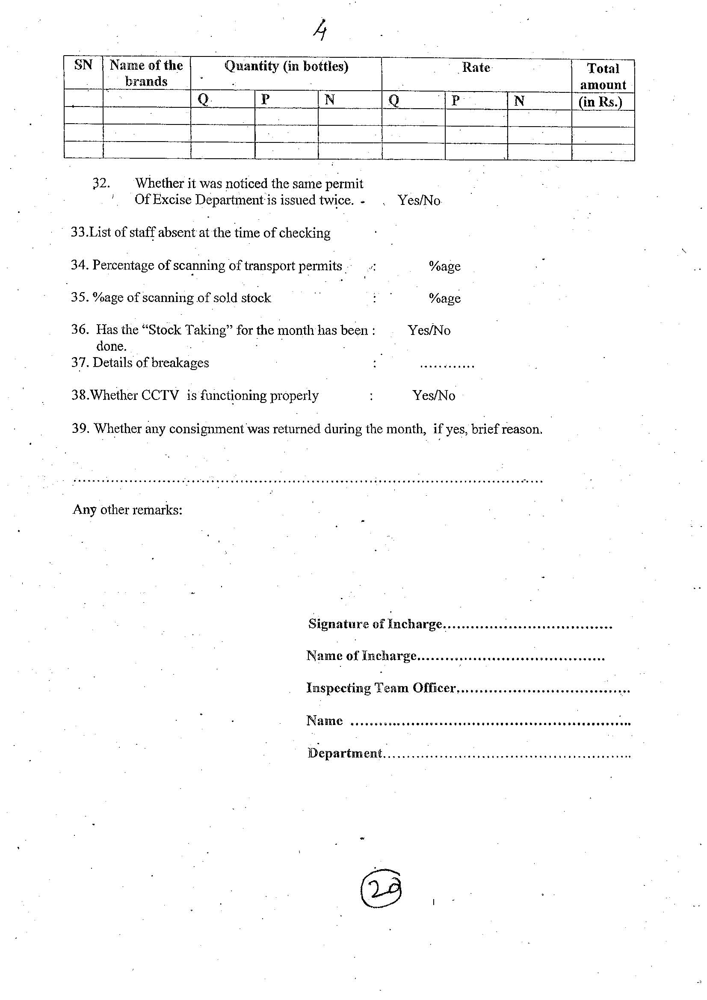 4
SN Name of the brands Quantity (in bottles) Rate Total amount
Q P N Q P N (in Rs.)
32. Whether it was noticed the same permit
Of Excise Department is issued twice. - Yes/No
33.List of staff absent at the time of checking
34. Percentage of scanning of transport permits : %age
35. %age of scanning of sold stock : %age
36. Has the “Stock Taking” for the month has been : Yes/No
done.
37. Details of breakages : ............
38.Whether CCTV is functioning properly : Yes/No
39. Whether any consignment was returned during the month, if yes, brief reason.
....................................................................................................
Any other remarks:
Signature of Incharge....................................
Name of Incharge........................................
Inspecting Team Officer.....................................
Name ............................................................
Department.....................................................
20